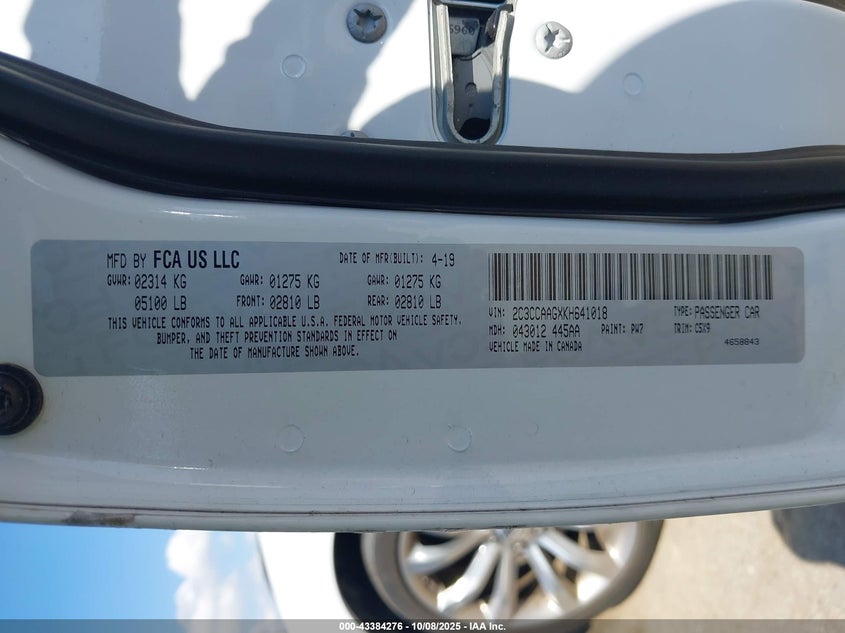 5960
MFD BY FCA US LLC
DATE OF MFR(BUILT): 4-19
GVWR: 02314 KG GAWR: 01275 KG GAWR: 01275 KG
05100 LB FRONT: 02810 LB REAR: 02810 LB
THIS VEHICLE CONFORMS TO ALL APPLICABLE U.S.A. FEDERAL MOTOR VEHICLE SAFETY,
BUMPER, AND THEFT PREVENTION STANDARDS IN EFFECT ON
THE DATE OF MANUFACTURE SHOWN ABOVE.
VIN: 2C3CCAAGXKH641018 TYPE: PASSENGER CAR
MDH: 043012 445AA PAINT: PW7 TRIM: C5X9
VEHICLE MADE IN CANADA 4658843
000-43384276 - 10/08/2025 - IAA Inc.